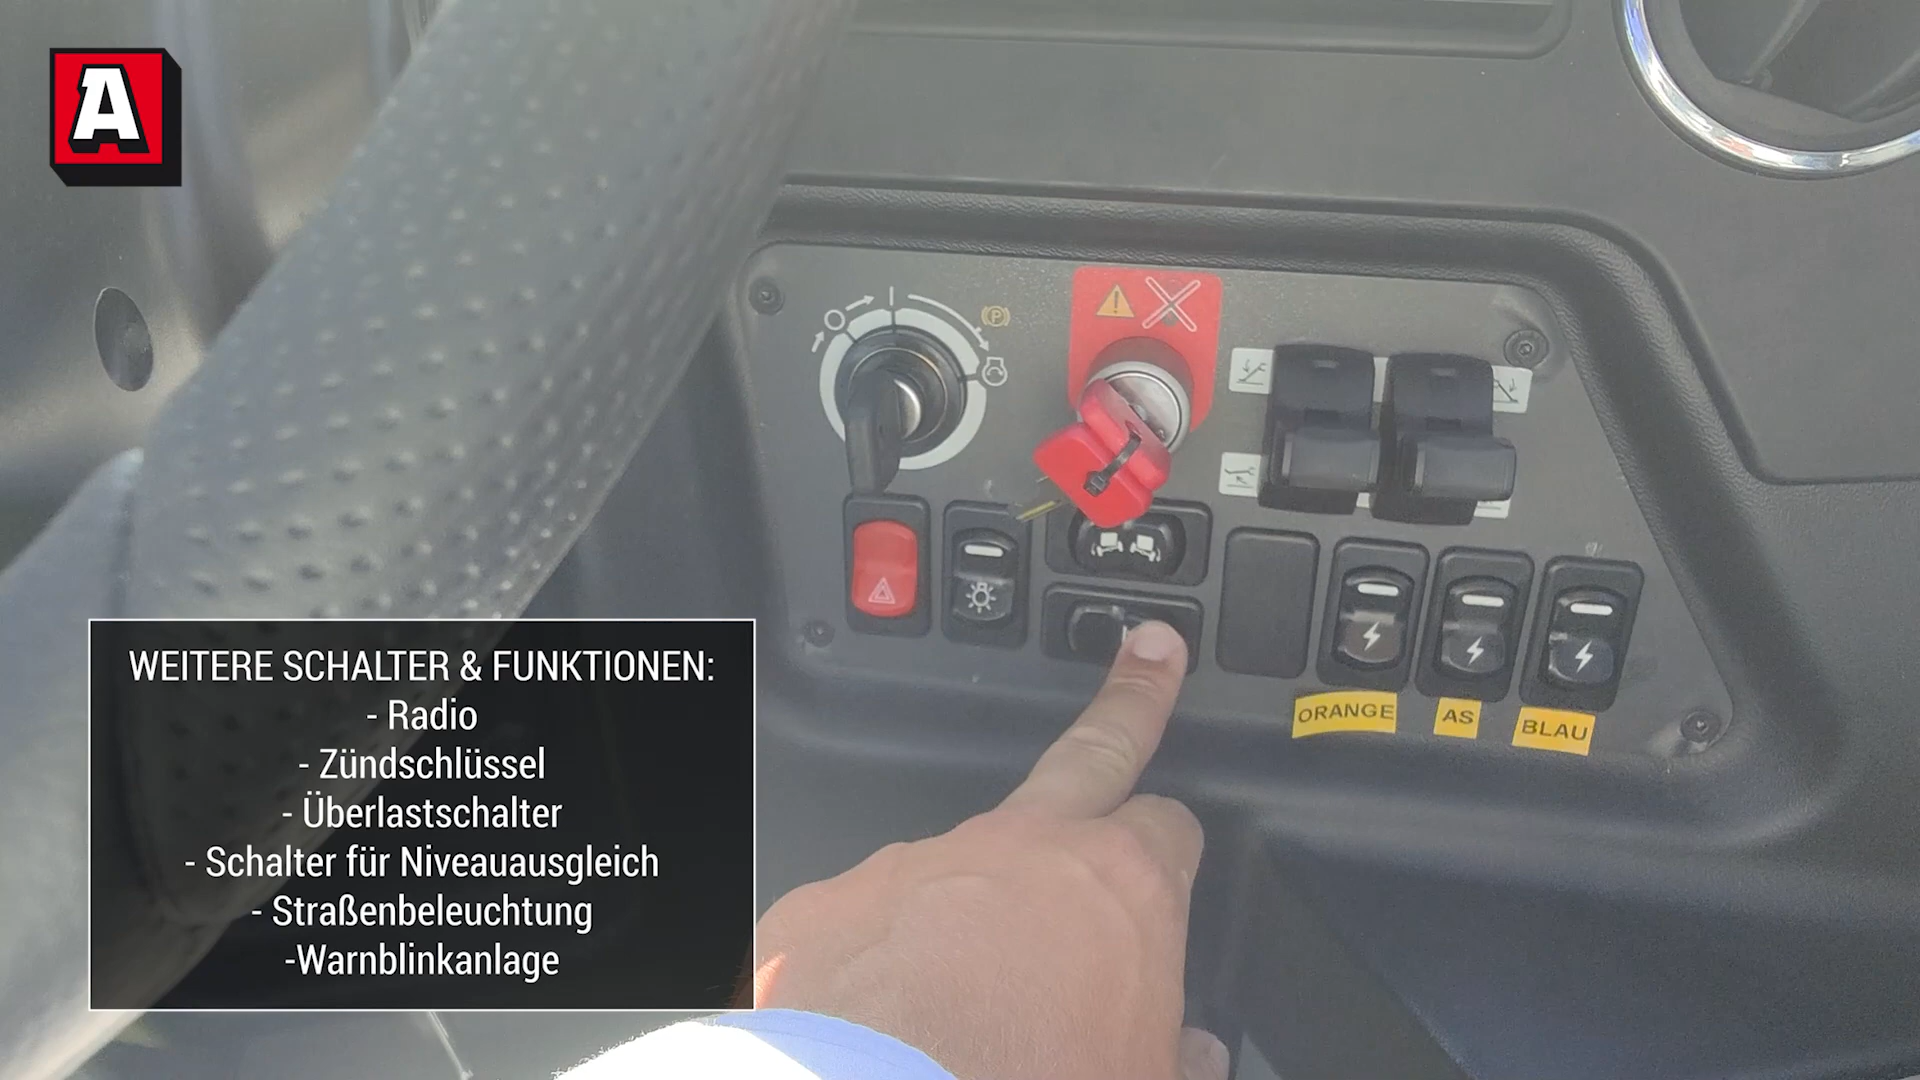 A
P
WEITERE SCHALTER & FUNKTIONEN:
- Radio
- Zündschlüssel
- Überlastschalter
- Schalter für Niveauausgleich
- Straßenbeleuchtung
-Warnblinkanlage
ORANGE
AS
BLAU